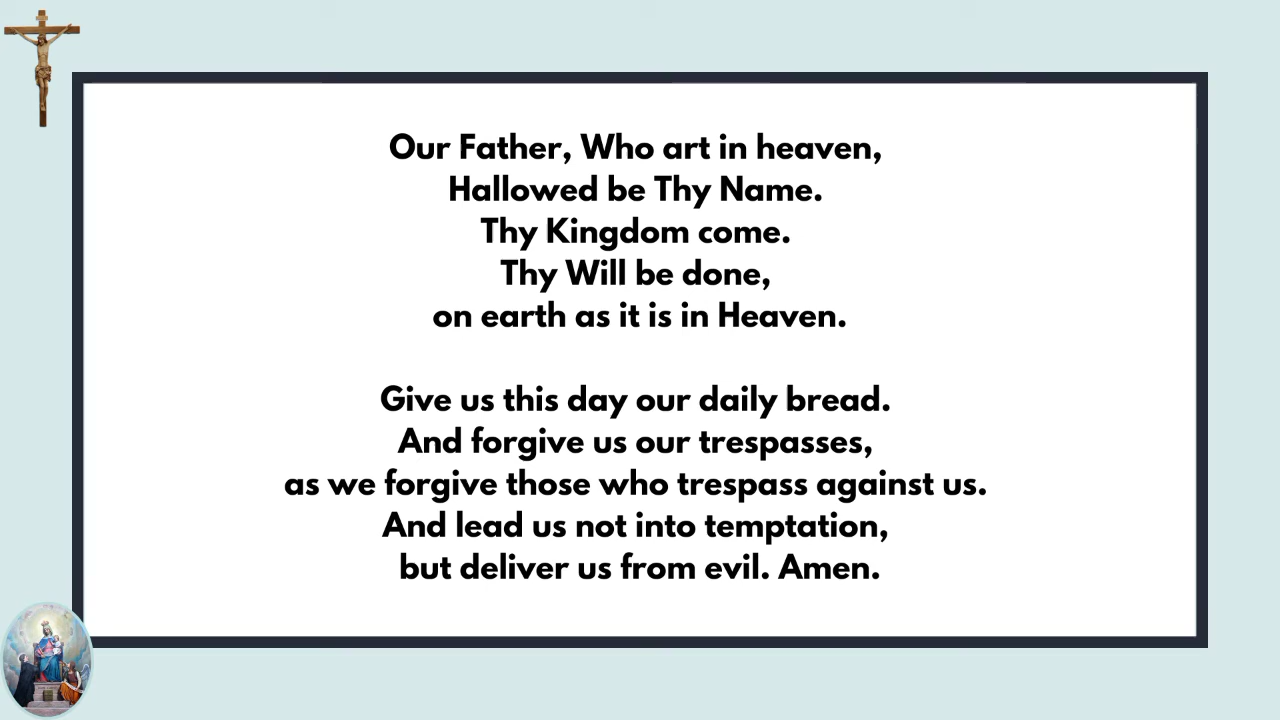 Our Father, Who art in heaven,
Hallowed be Thy Name.
Thy Kingdom come.
Thy Will be done,
on earth as it is in Heaven.
Give us this day our daily bread.
And forgive us our trespasses,
as we forgive those who trespass against us.
And lead us not into temptation,
but deliver us from evil. Amen.